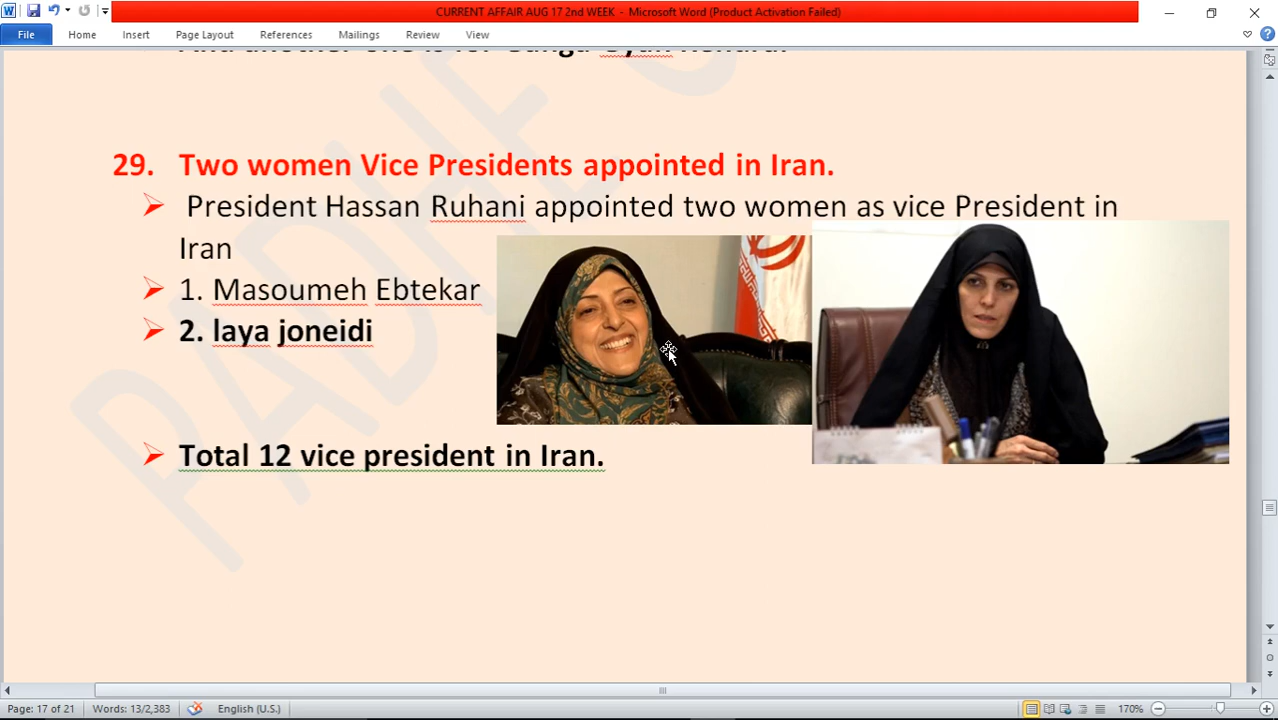 CURRENT AFFAIR AUG 17 2nd WEEK - Microsoft Word (Product Activation Failed)
File Home Insert Page Layout References Mailings Review View
29. Two women Vice Presidents appointed in Iran.
President Hassan Ruhani appointed two women as vice President in
Iran
1. Masoumeh Ebtekar
2. laya joneidi
Total 12 vice president in Iran.
PADHE
Page: 17 of 21 Words: 13/2,383 English (U.S.) 170%